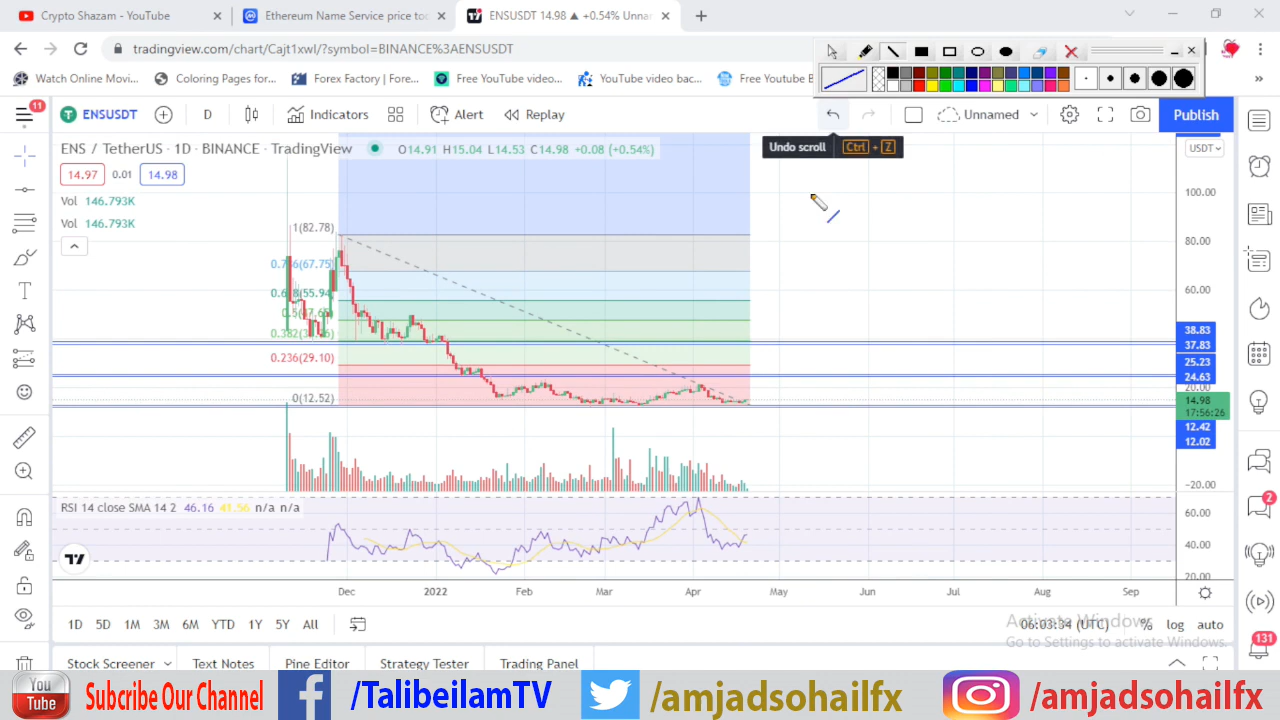 Crypto Shazam - YouTube
Ethereum Name Service price tod
ENSUSDT 14.98 ▲ +0.54% Unnar
tradingview.com/chart/Cajt1xwl/?symbol=BINANCE%3AENSUSDT
Watch Online Movi...
Coloring Pages for...
Forex Factory | Fore...
Free YouTube video...
YouTube video bac...
Free Youtube B
»
11
ENSUSDT
D
Indicators
Alert
Replay
Unnamed
Publish
Undo scroll Ctrl + Z
ENS / TetherUS · 1D · BINANCE · TradingView
O14.91 H15.04 L14.53 C14.98 +0.08 (+0.54%)
USDT
14.97 0.01 14.98
Vol 146.793K
Vol 146.793K
1(82.78)
0.618(55.94)
0.236(29.10)
0(12.52)
100.00
80.00
60.00
38.83
37.83
25.23
24.63
20.00
14.98
17:56:26
12.42
12.02
−20.00
RSI 14 close SMA 14 2 46.16 41.56 n/a n/a
60.00
40.00
20.00
Dec 2022 Feb Mar Apr May Jun Jul Aug Sep
1D 5D 1M 3M 6M YTD 1Y 5Y All
06:03:34 (UTC) % log auto
Activate Windows
Go to Settings to activate Windows.
2
131
Stock Screener
Text Notes
Pine Editor
Strategy Tester
Trading Panel
You
Tube
Subcribe Our Channel
/TalibeilamTV
/amjadsohailfx
/amjadsohailfx